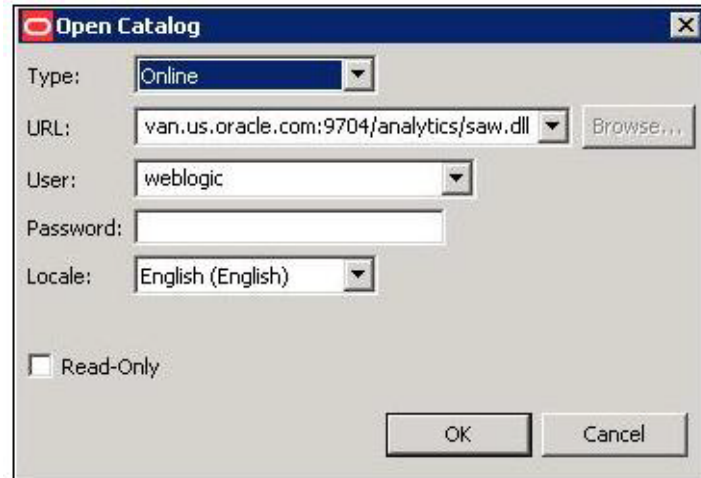 Open Catalog
Type: Online
URL: van.us.oracle.com:9704/analytics/saw.dll Browse...
User: weblogic
Password:
Locale: English (English)
Read-Only
OK Cancel